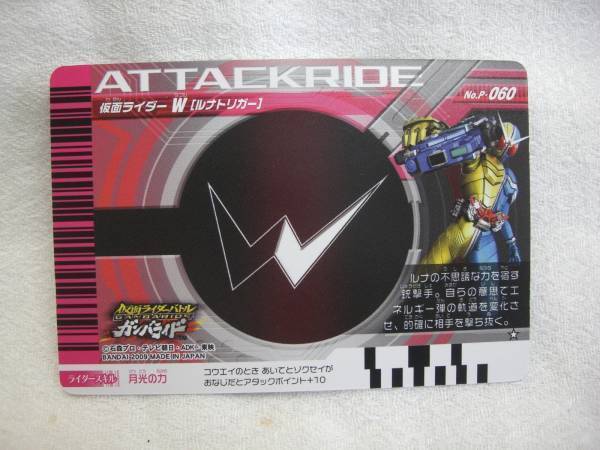 ATTACKRIDE
仮面ライダーW［ルナトリガー］
No.P-060
ルナの不思議な力を宿す
銃撃手。自らの意思でエ
ネルギー弾の軌道を変化さ
せ、的確に相手を撃ち抜く。
仮面ライダーバトル
GANBARIDE
ガンバライド
©石森プロ・テレビ朝日・ADK・東映
BANDAI 2009 MADE IN JAPAN
ライダースキル
月光の力
コウエイのとき あいてとゾクセイが
おなじだとアタックポイント+10